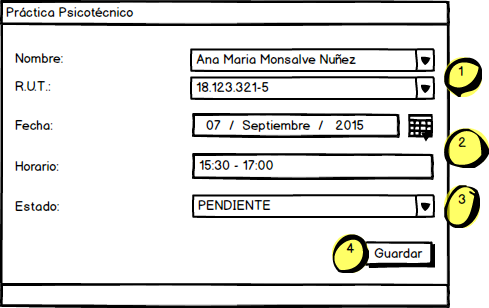 Práctica Psicotécnico
Nombre: Ana Maria Monsalve Nuñez
1
R.U.T.: 18.123.321-5
Fecha: 07 / Septiembre / 2015
2
Horario: 15:30 - 17:00
Estado: PENDIENTE
3
4 Guardar